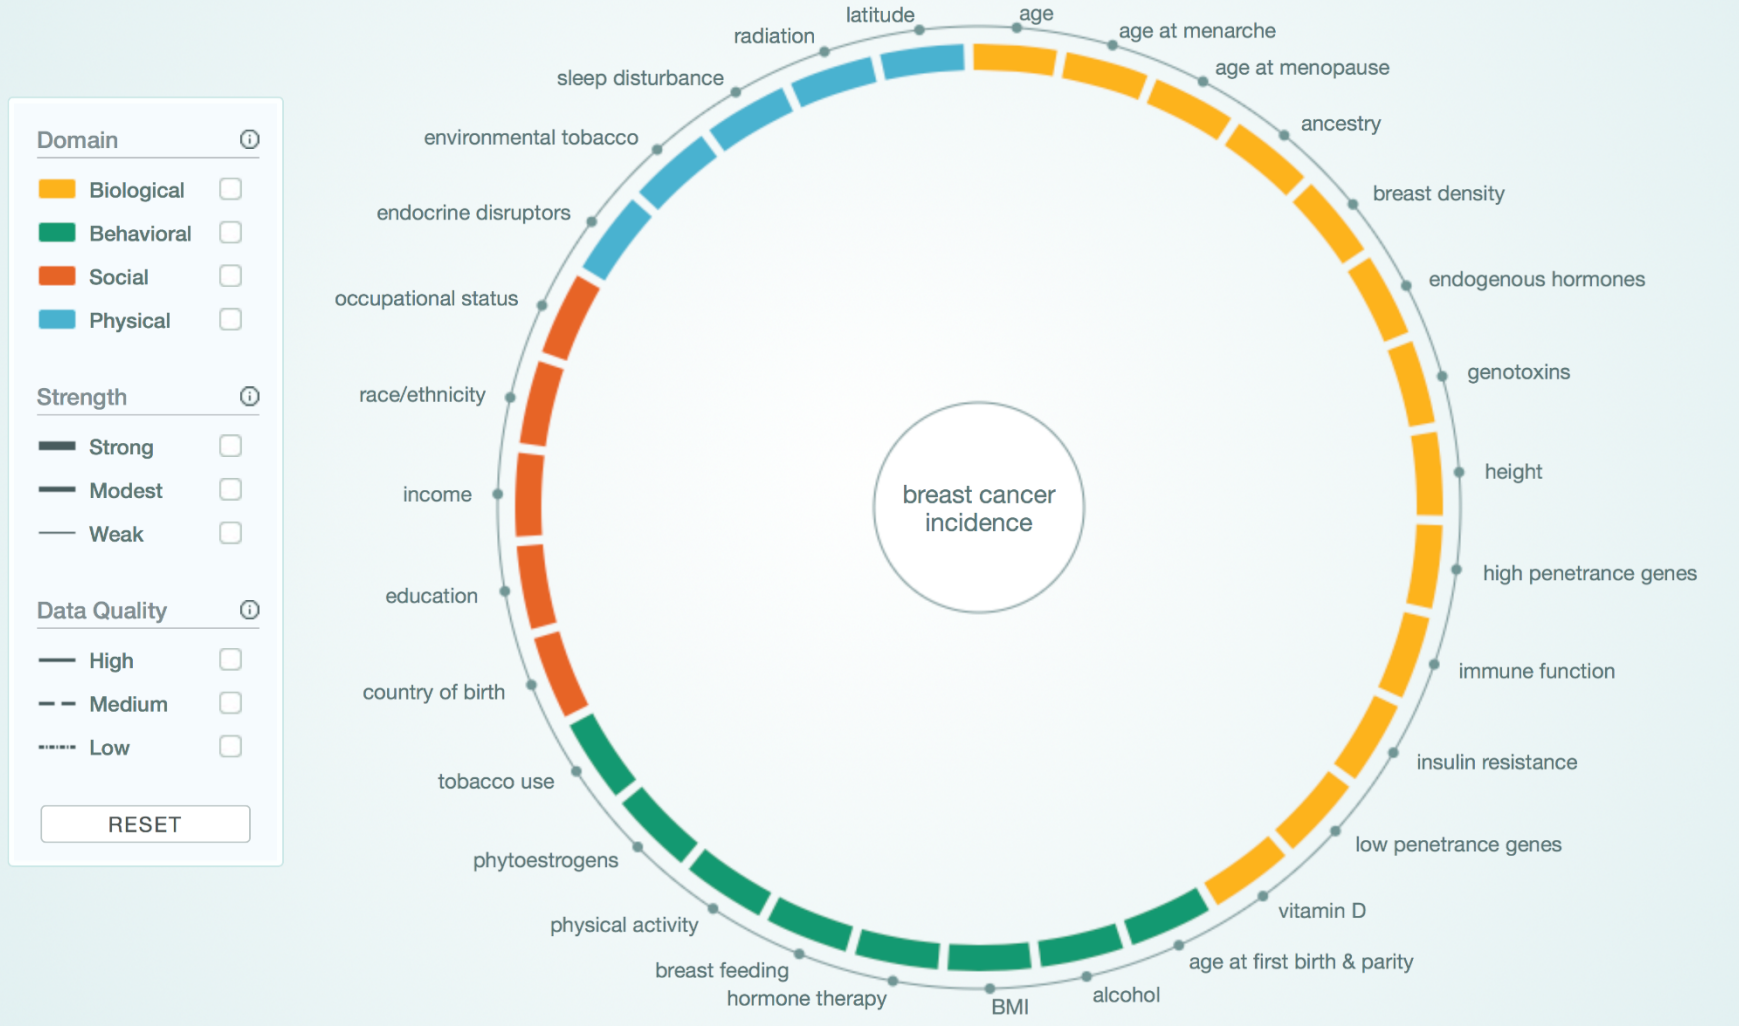 Domain
Biological
Behavioral
Social
Physical
Strength
Strong
Modest
Weak
Data Quality
High
Medium
Low
RESET
latitude
age
radiation
age at menarche
sleep disturbance
age at menopause
environmental tobacco
ancestry
endocrine disruptors
breast density
occupational status
endogenous hormones
race/ethnicity
genotoxins
income
height
breast cancer
incidence
education
high penetrance genes
country of birth
immune function
tobacco use
insulin resistance
phytoestrogens
low penetrance genes
physical activity
vitamin D
breast feeding
age at first birth & parity
hormone therapy
BMI
alcohol